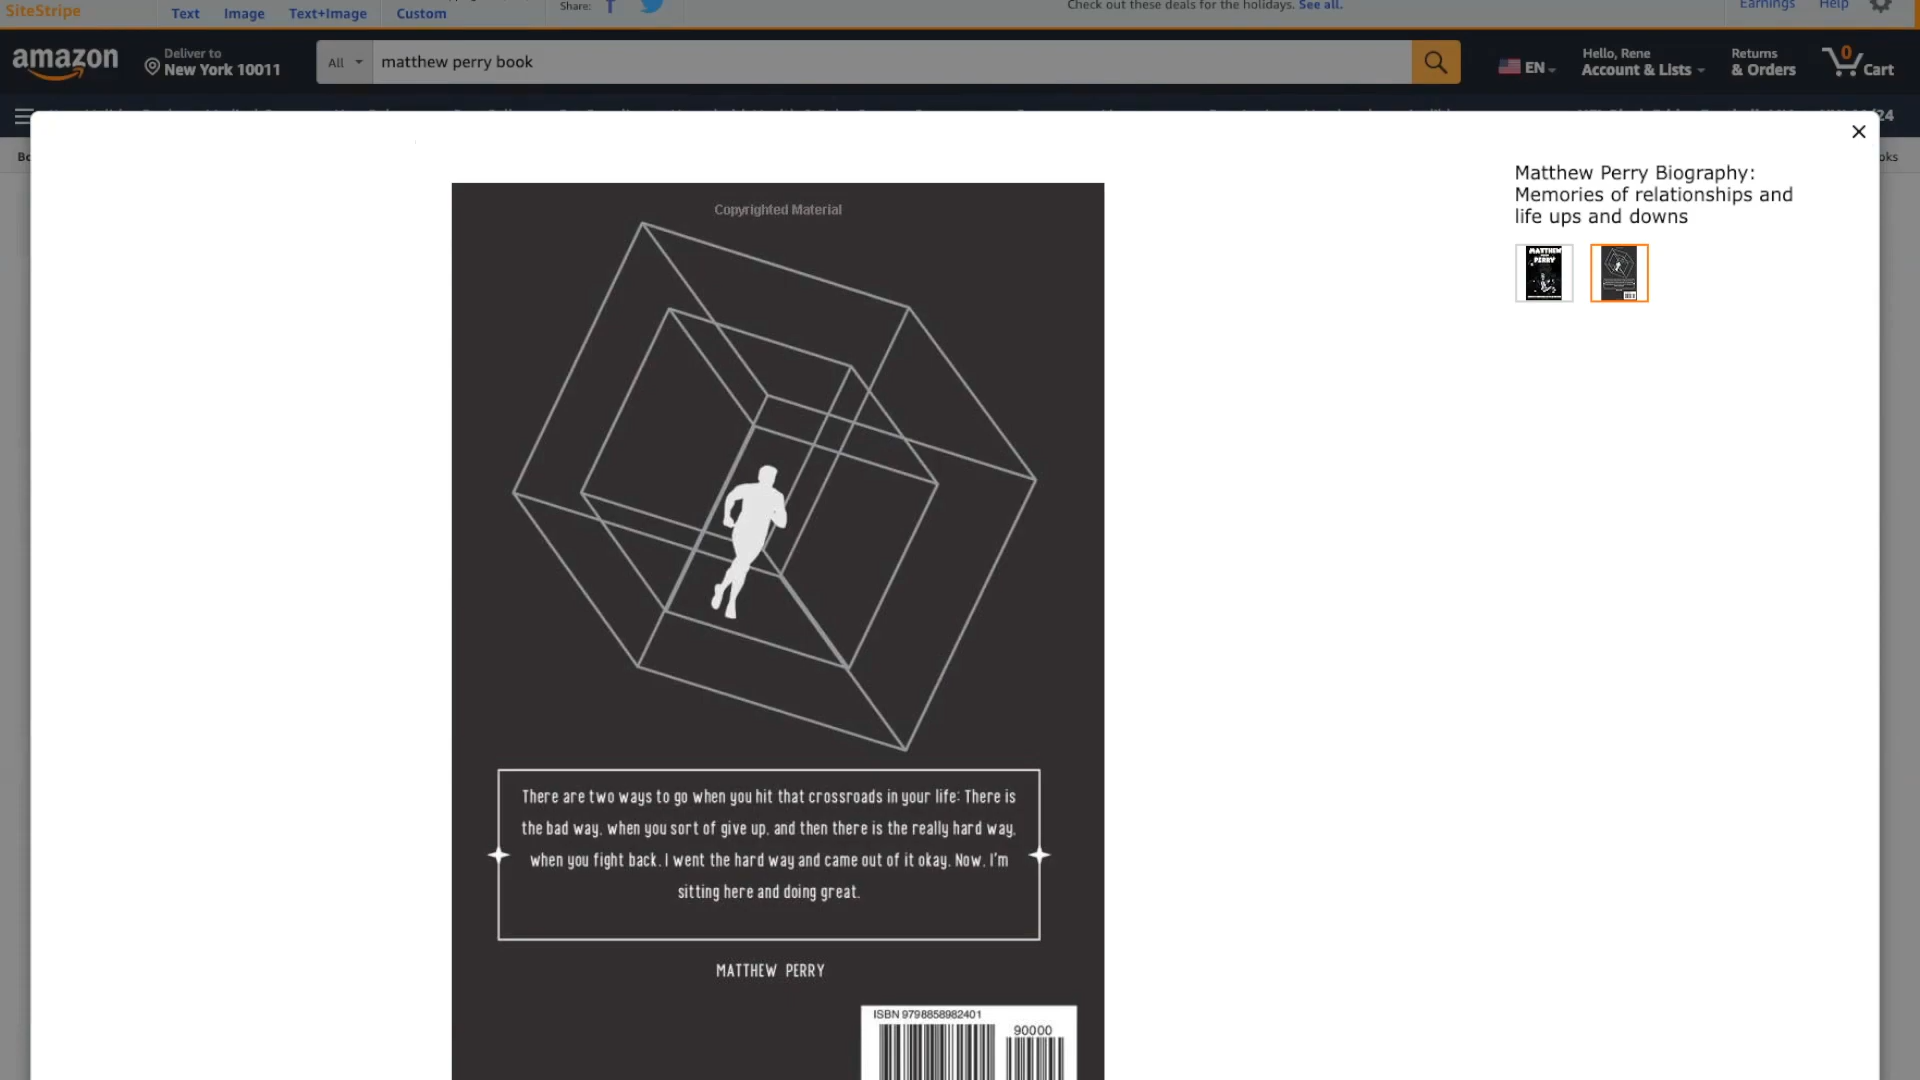 SiteStripe
Text Image Text+Image Custom
Share:
Check out these deals for the holidays. See all.
Earnings Help
amazon
Deliver to
New York 10011
All
matthew perry book
EN
Hello, Rene
Account & Lists
Returns
& Orders
0
Cart
Copyrighted Material
Matthew Perry Biography:
Memories of relationships and
life ups and downs
MATTHEW
PERRY
There are two ways to go when you hit that crossroads in your life: There is
the bad way, when you sort of give up, and then there is the really hard way,
when you fight back. I went the hard way and came out of it okay. Now, I'm
sitting here and doing great.
MATTHEW PERRY
ISBN 9798858982401
90000